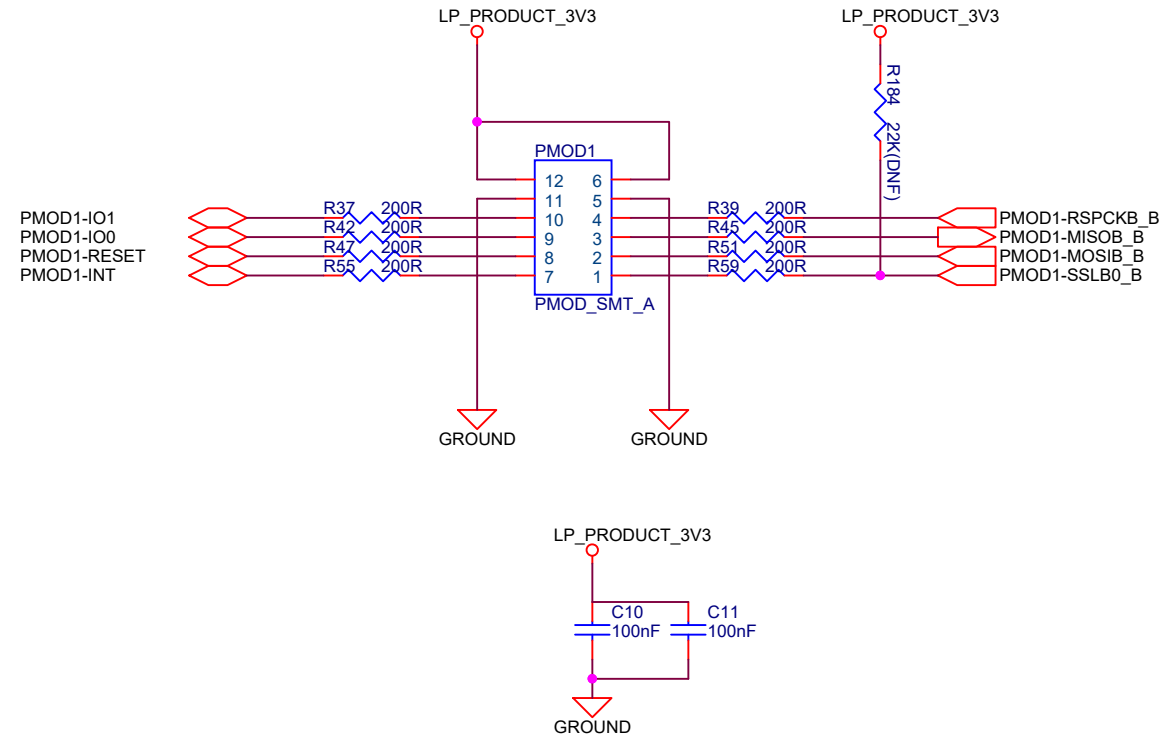 LP_PRODUCT_3V3
LP_PRODUCT_3V3
R184 22K(DNF)
PMOD1
12 6
11 5
PMOD1-IO1 R37 200R 10 4 R39 200R PMOD1-RSPCKB_B
PMOD1-IO0 R42 200R 9 3 R45 200R PMOD1-MISOB_B
PMOD1-RESET R47 200R 8 2 R51 200R PMOD1-MOSIB_B
PMOD1-INT R55 200R 7 1 R59 200R PMOD1-SSLB0_B
PMOD_SMT_A
GROUND
GROUND
LP_PRODUCT_3V3
C10 C11
100nF 100nF
GROUND